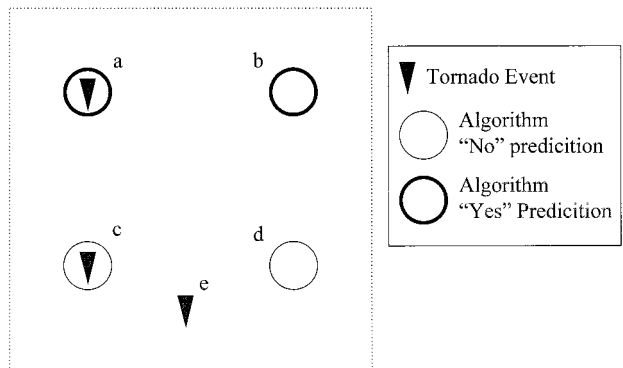 a
b
c
d
e
Tornado Event
Algorithm
“No” predicition
Algorithm
“Yes” Predicition